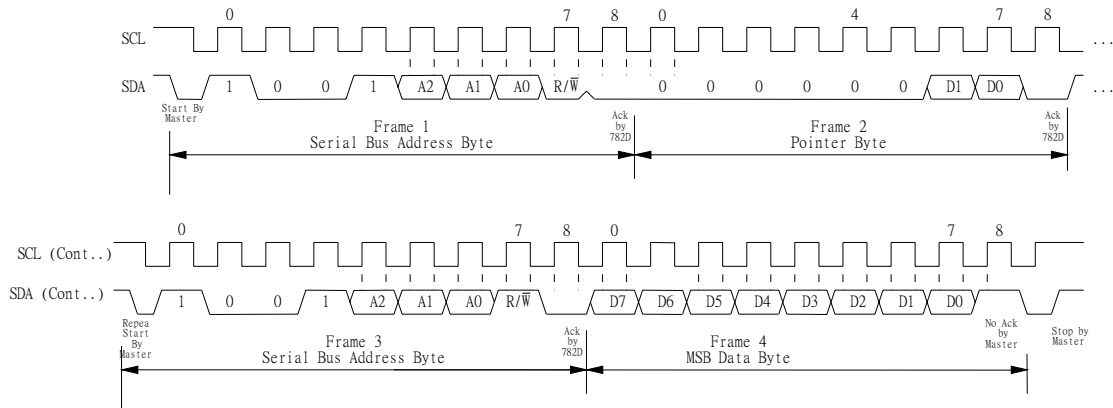 0 7 8 0 4 7 8
SCL
...
SDA 1 0 0 1 A2 A1 A0 R/W̅ 0 0 0 0 0 0 D1 D0 ...
Start By
Master
Ack
by
782D
Ack
by
782D
Frame 1
Serial Bus Address Byte
Frame 2
Pointer Byte
0 7 8 0 7 8
SCL (Cont..)
SDA (Cont..) 1 0 0 1 A2 A1 A0 R/W̅ D7 D6 D5 D4 D3 D2 D1 D0
Repea
Start
By
Master
Ack
by
782D
No Ack
by
Master
Stop by
Master
Frame 3
Serial Bus Address Byte
Frame 4
MSB Data Byte